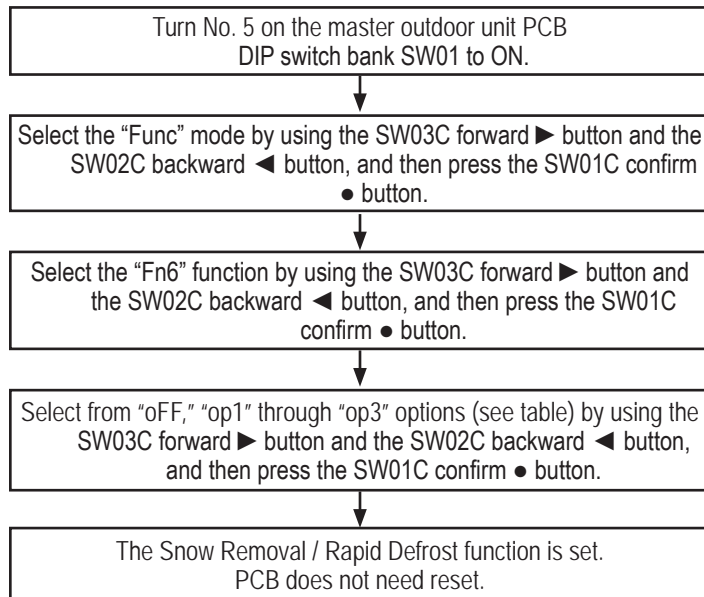 Turn No. 5 on the master outdoor unit PCB
DIP switch bank SW01 to ON.
Select the “Func” mode by using the SW03C forward ► button and the
SW02C backward ◄ button, and then press the SW01C confirm
● button.
Select the “Fn6” function by using the SW03C forward ► button and
the SW02C backward ◄ button, and then press the SW01C
confirm ● button.
Select from “oFF,” “op1” through “op3” options (see table) by using the
SW03C forward ► button and the SW02C backward ◄ button,
and then press the SW01C confirm ● button.
The Snow Removal / Rapid Defrost function is set.
PCB does not need reset.